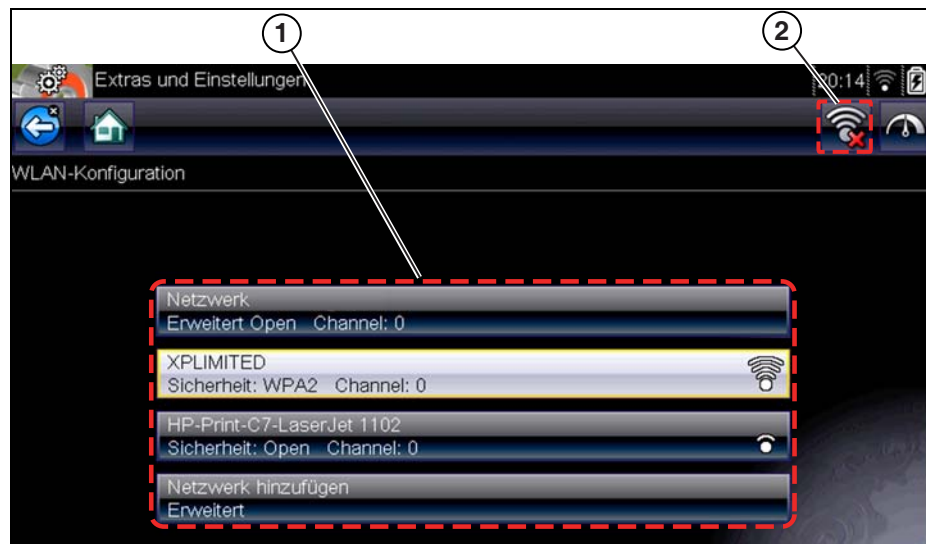 1
2
Extras und Einstellungen
20:14
WLAN-Konfiguration
Netzwerk
Erweitert Open Channel: 0
XPLIMITED
Sicherheit: WPA2 Channel: 0
HP-Print-C7-LaserJet 1102
Sicherheit: Open Channel: 0
Netzwerk hinzufügen
Erweitert